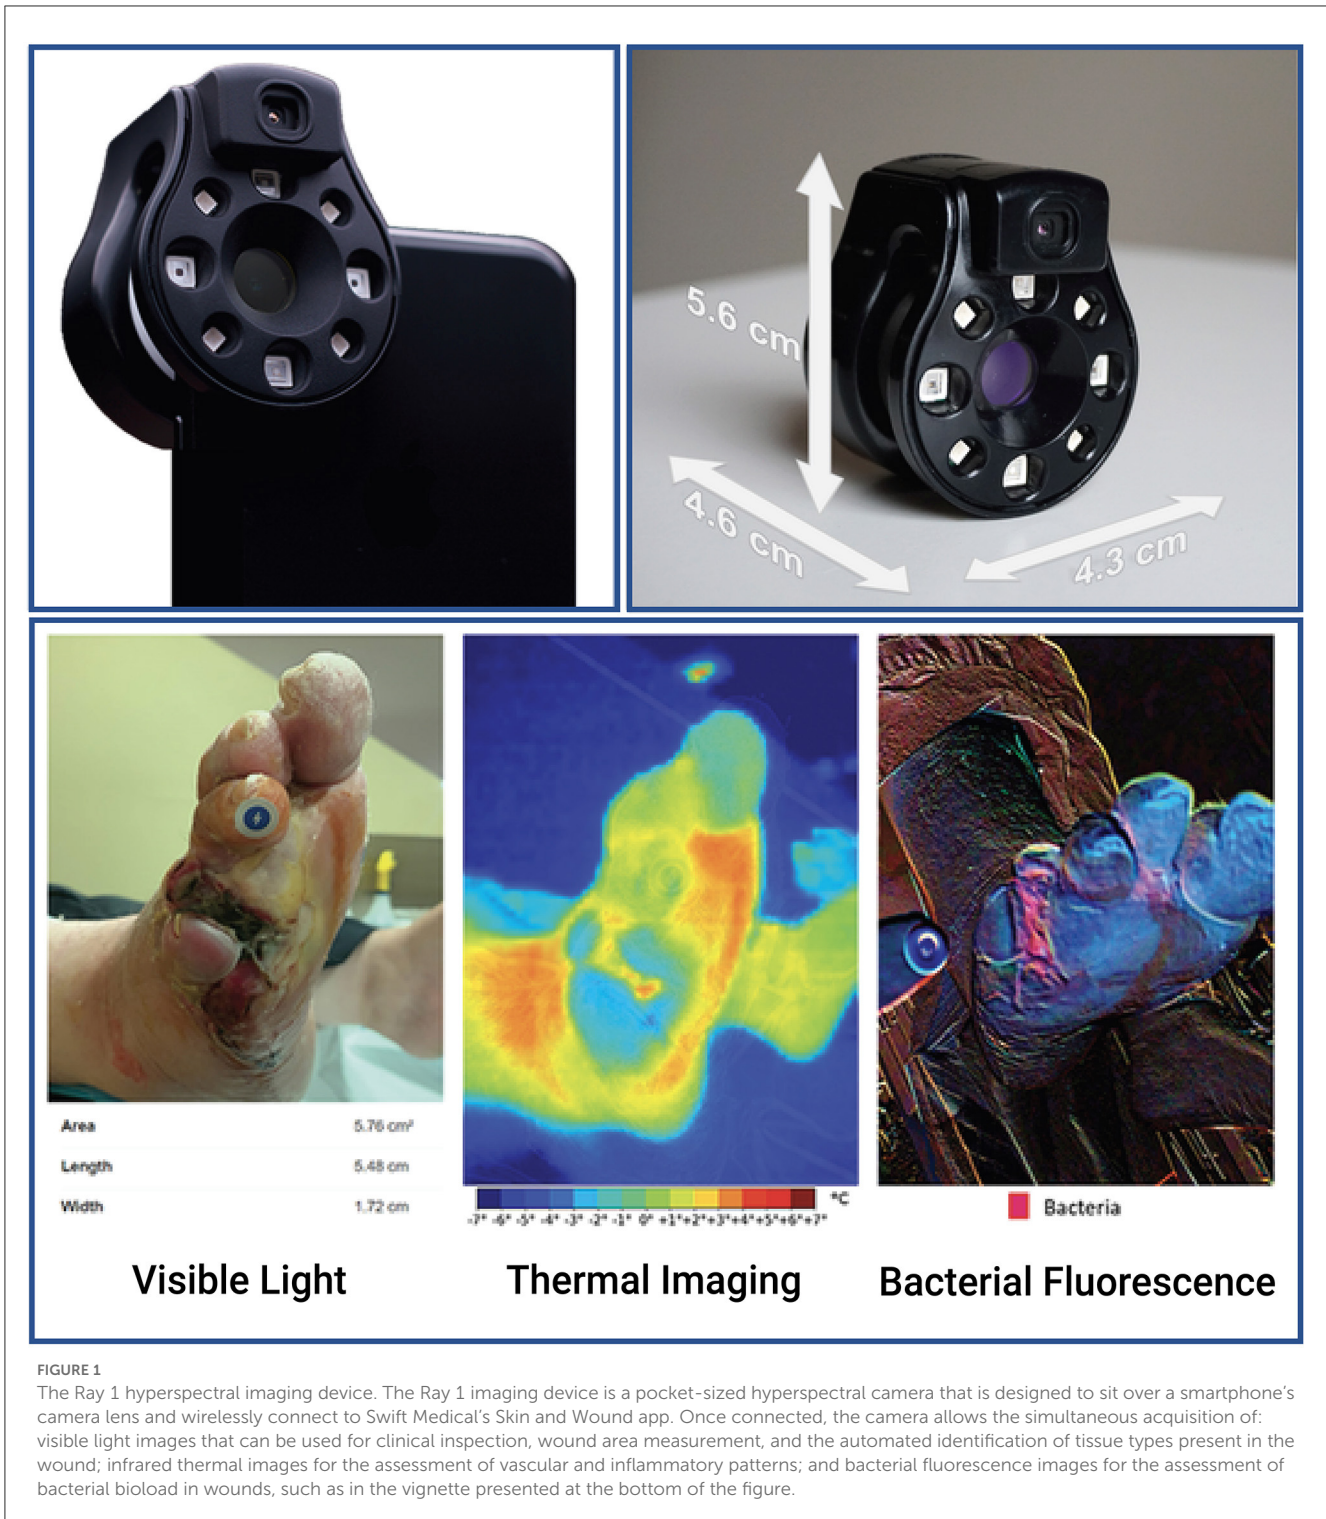 5.6 cm
4.6 cm
4.3 cm
Area 5.76 cm²
Length 5.48 cm
Width 1.72 cm
°C
-7° -6° -5° -4° -3° -2° -1° 0° +1° +2° +3° +4° +5° +6° +7°
Bacteria
Visible Light
Thermal Imaging
Bacterial Fluorescence
FIGURE 1
The Ray 1 hyperspectral imaging device. The Ray 1 imaging device is a pocket-sized hyperspectral camera that is designed to sit over a smartphone's
camera lens and wirelessly connect to Swift Medical's Skin and Wound app. Once connected, the camera allows the simultaneous acquisition of:
visible light images that can be used for clinical inspection, wound area measurement, and the automated identification of tissue types present in the
wound; infrared thermal images for the assessment of vascular and inflammatory patterns; and bacterial fluorescence images for the assessment of
bacterial bioload in wounds, such as in the vignette presented at the bottom of the figure.